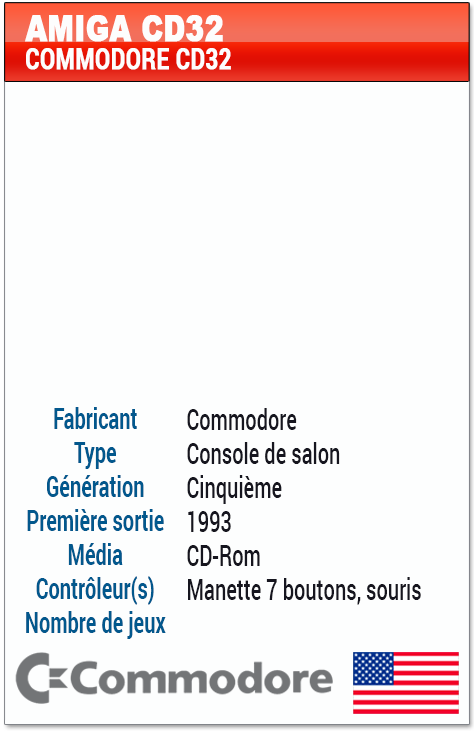 AMIGA CD32
COMMODORE CD32
Fabricant Commodore
Type Console de salon
Génération Cinquième
Première sortie 1993
Média CD-Rom
Contrôleur(s) Manette 7 boutons, souris
Nombre de jeux
Commodore